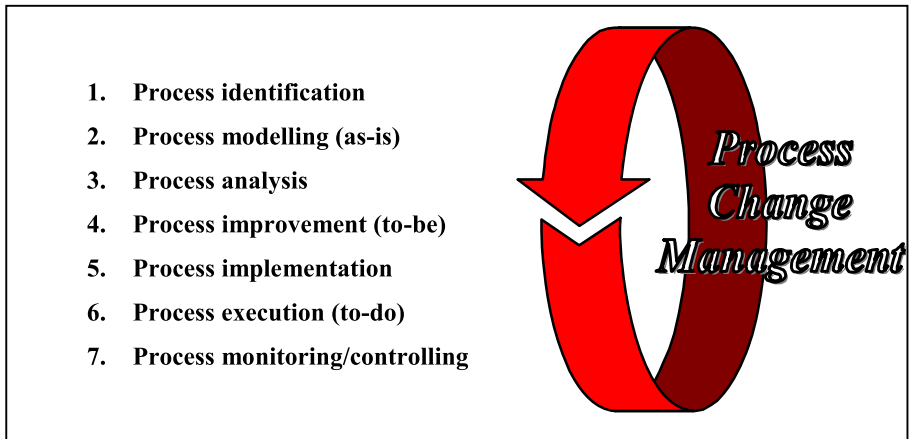 1. Process identification
2. Process modelling (as-is)
3. Process analysis
4. Process improvement (to-be)
5. Process implementation
6. Process execution (to-do)
7. Process monitoring/controlling
Process
Change
Management